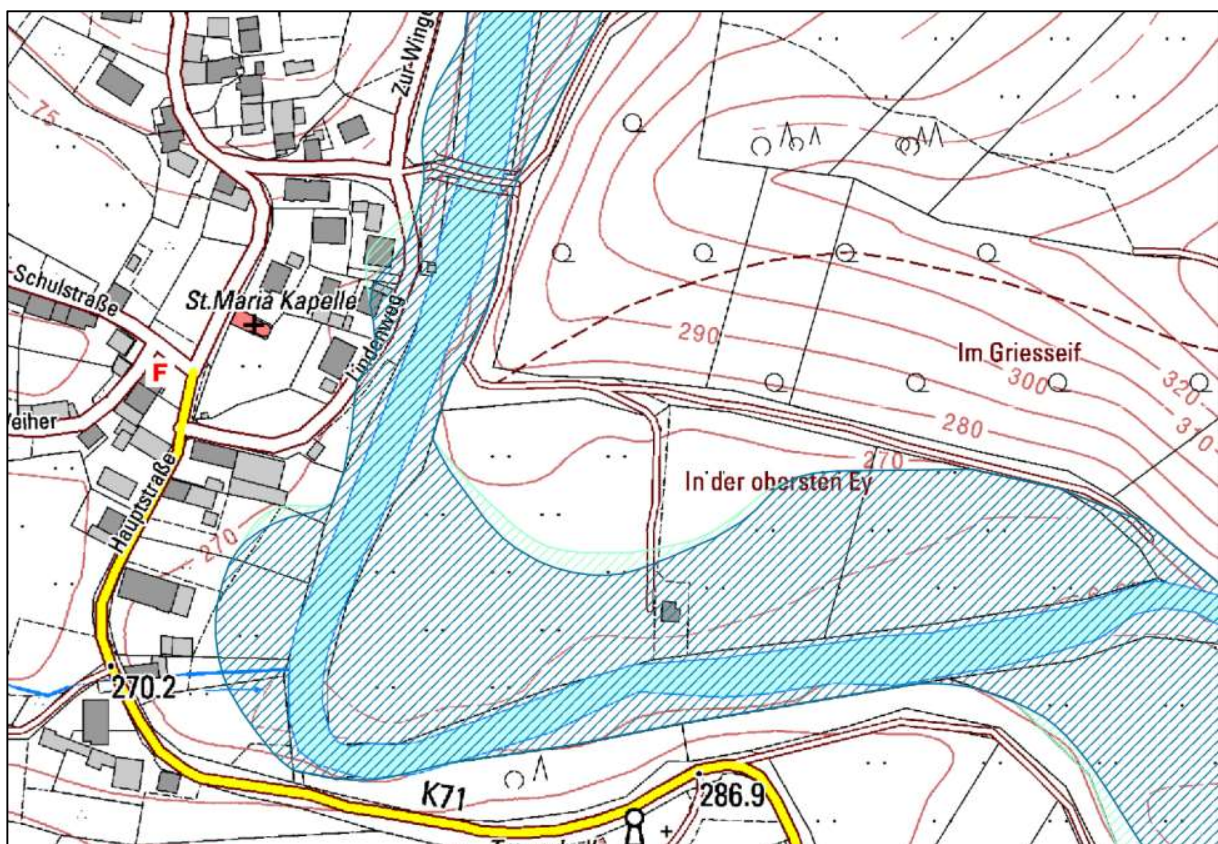 Zur-Winge
75
Schulstraße
St.Maria Kapelle
Lindenweg
F
290
Im Griesseif
300
320
310
280
270
Weiher
In der obersten Ey
Hauptstraße
270
270.2
K71
286.9